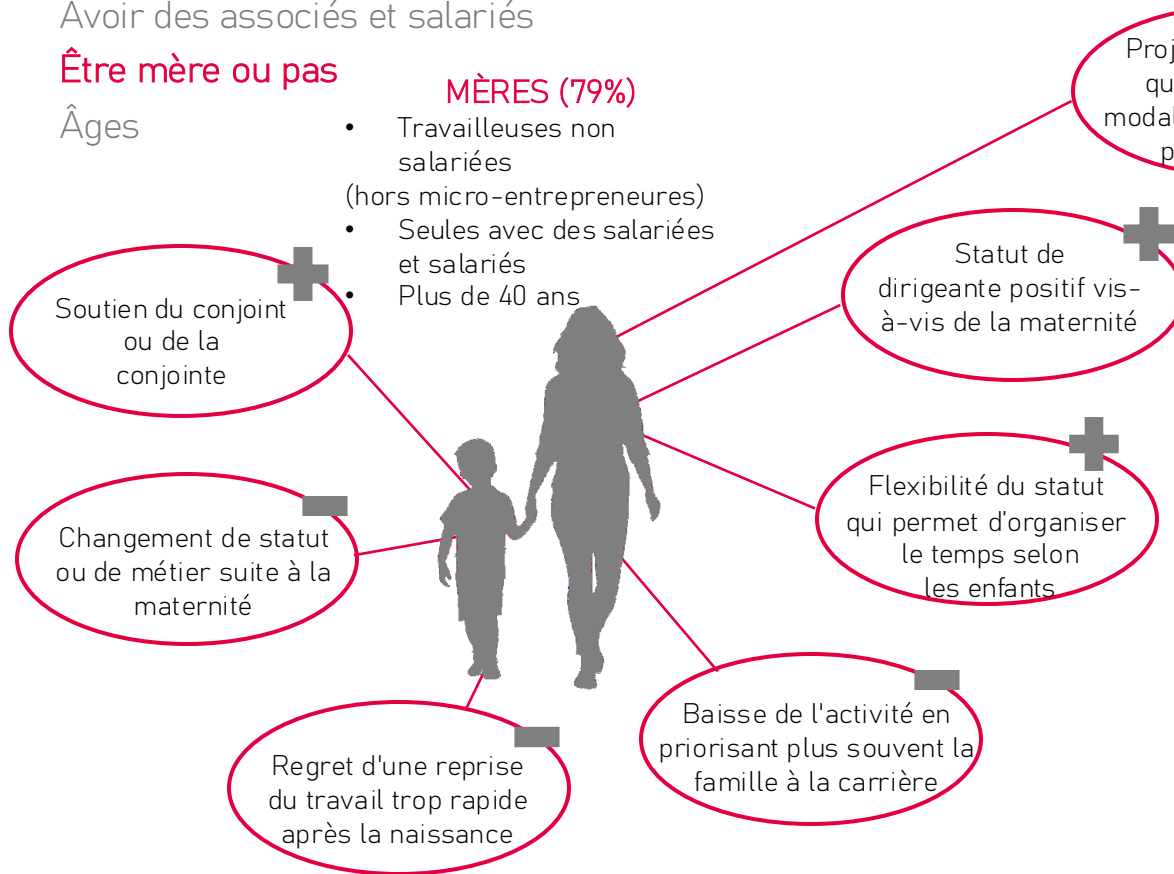 Avoir des associés et salariés
Être mère ou pas
Âges
MÈRES (79%)
• Travailleuses non
salariées
(hors micro-entrepreneures)
• Seules avec des salariées
et salariés
• Plus de 40 ans
Soutien du conjoint
ou de la
conjointe
Changement de statut
ou de métier suite à la
maternité
Regret d'une reprise
du travail trop rapide
après la naissance
Baisse de l'activité en
priorisant plus souvent la
famille à la carrière
Flexibilité du statut
qui permet d'organiser
le temps selon
les enfants
Statut de
dirigeante positif vis-
à-vis de la maternité